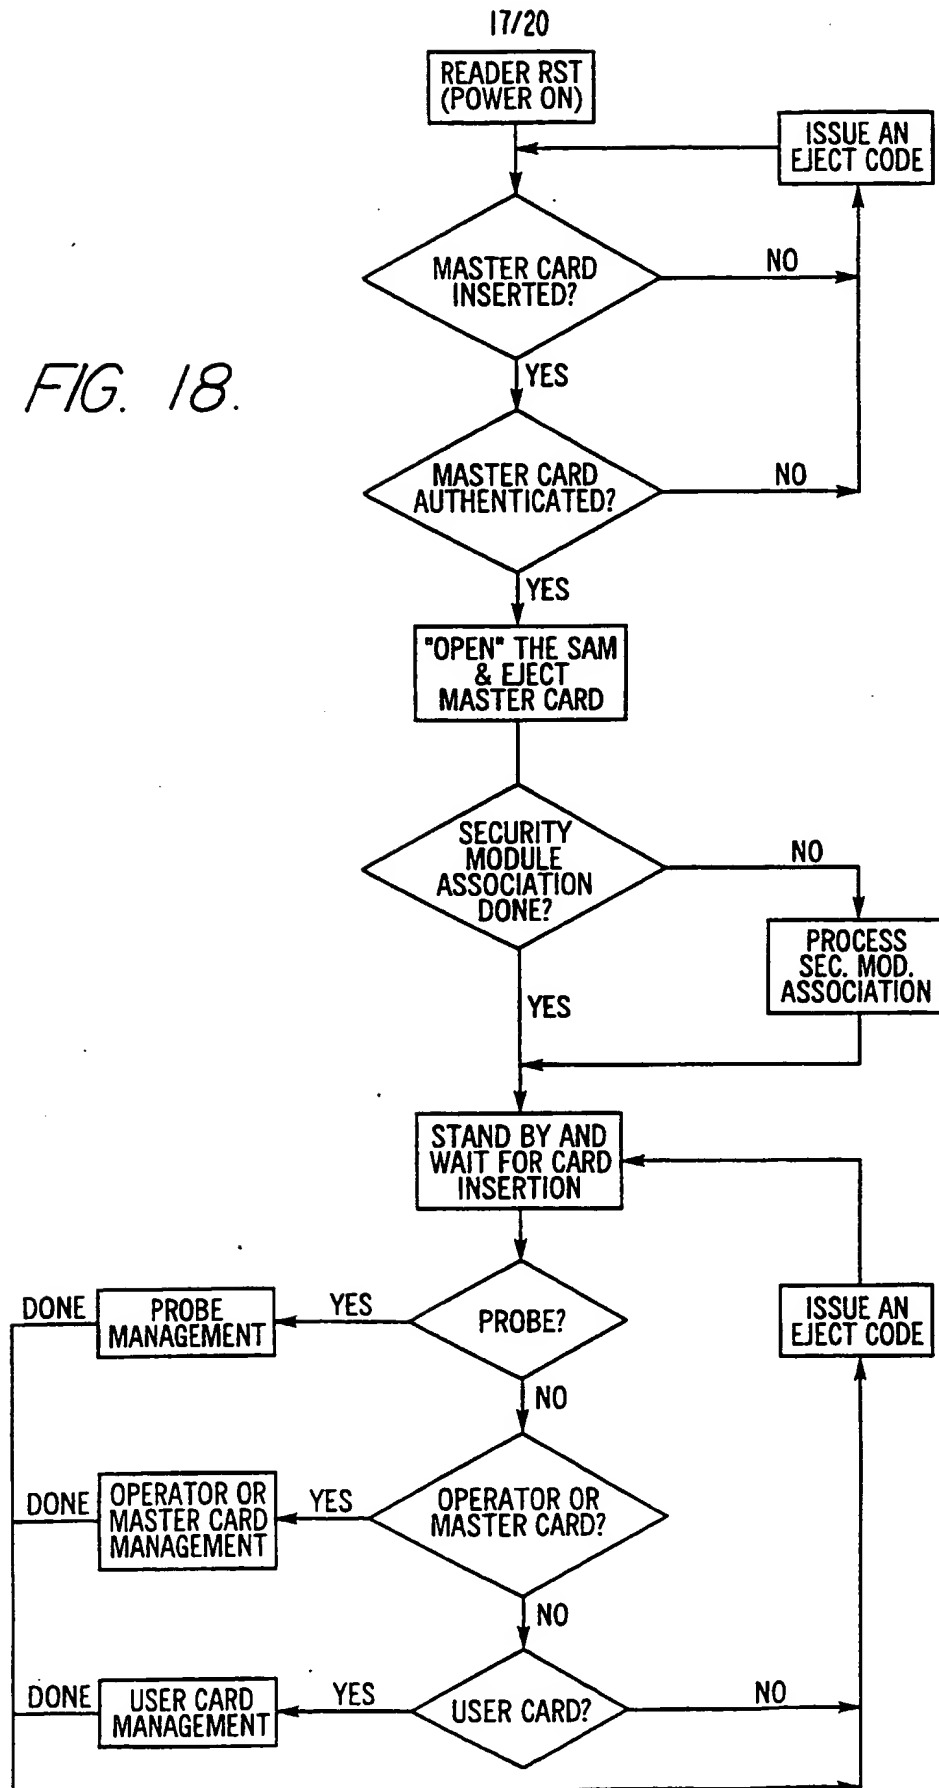 17/20
READER RST
(POWER ON)
ISSUE AN
EJECT CODE
MASTER CARD
INSERTED?
NO
YES
FIG. 18.
MASTER CARD
AUTHENTICATED?
NO
YES
"OPEN" THE SAM
& EJECT
MASTER CARD
SECURITY
MODULE
ASSOCIATION
DONE?
NO
PROCESS
SEC. MOD.
ASSOCIATION
YES
STAND BY AND
WAIT FOR CARD
INSERTION
DONE
PROBE
MANAGEMENT
YES
PROBE?
ISSUE AN
EJECT CODE
NO
DONE
OPERATOR OR
MASTER CARD
MANAGEMENT
YES
OPERATOR OR
MASTER CARD?
NO
DONE
USER CARD
MANAGEMENT
YES
USER CARD?
NO